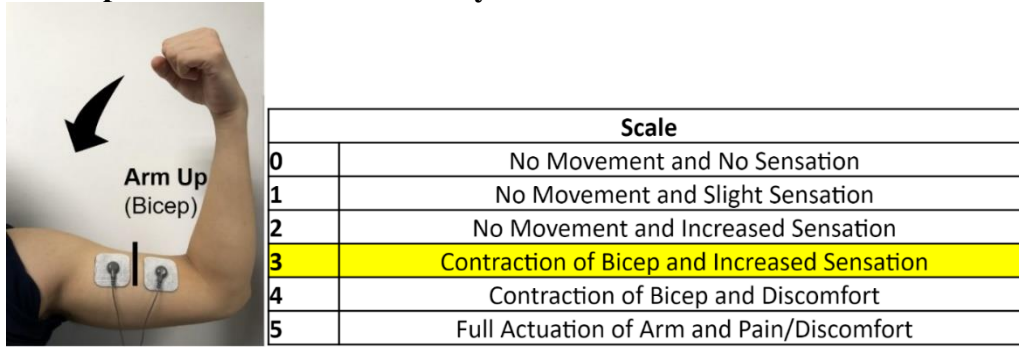 Arm Up
(Bicep)
Scale
0 No Movement and No Sensation
1 No Movement and Slight Sensation
2 No Movement and Increased Sensation
3 Contraction of Bicep and Increased Sensation
4 Contraction of Bicep and Discomfort
5 Full Actuation of Arm and Pain/Discomfort